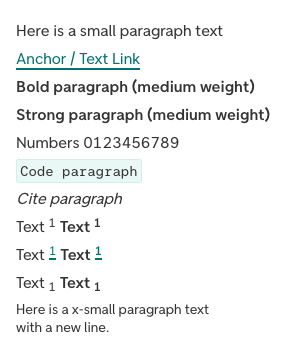 Here is a small paragraph text
Anchor / Text Link
Bold paragraph (medium weight)
Strong paragraph (medium weight)
Numbers 0123456789
Code paragraph
Cite paragraph
Text 1 Text 1
Text 1 Text 1
Text 1 Text 1
Here is a x-small paragraph text
with a new line.